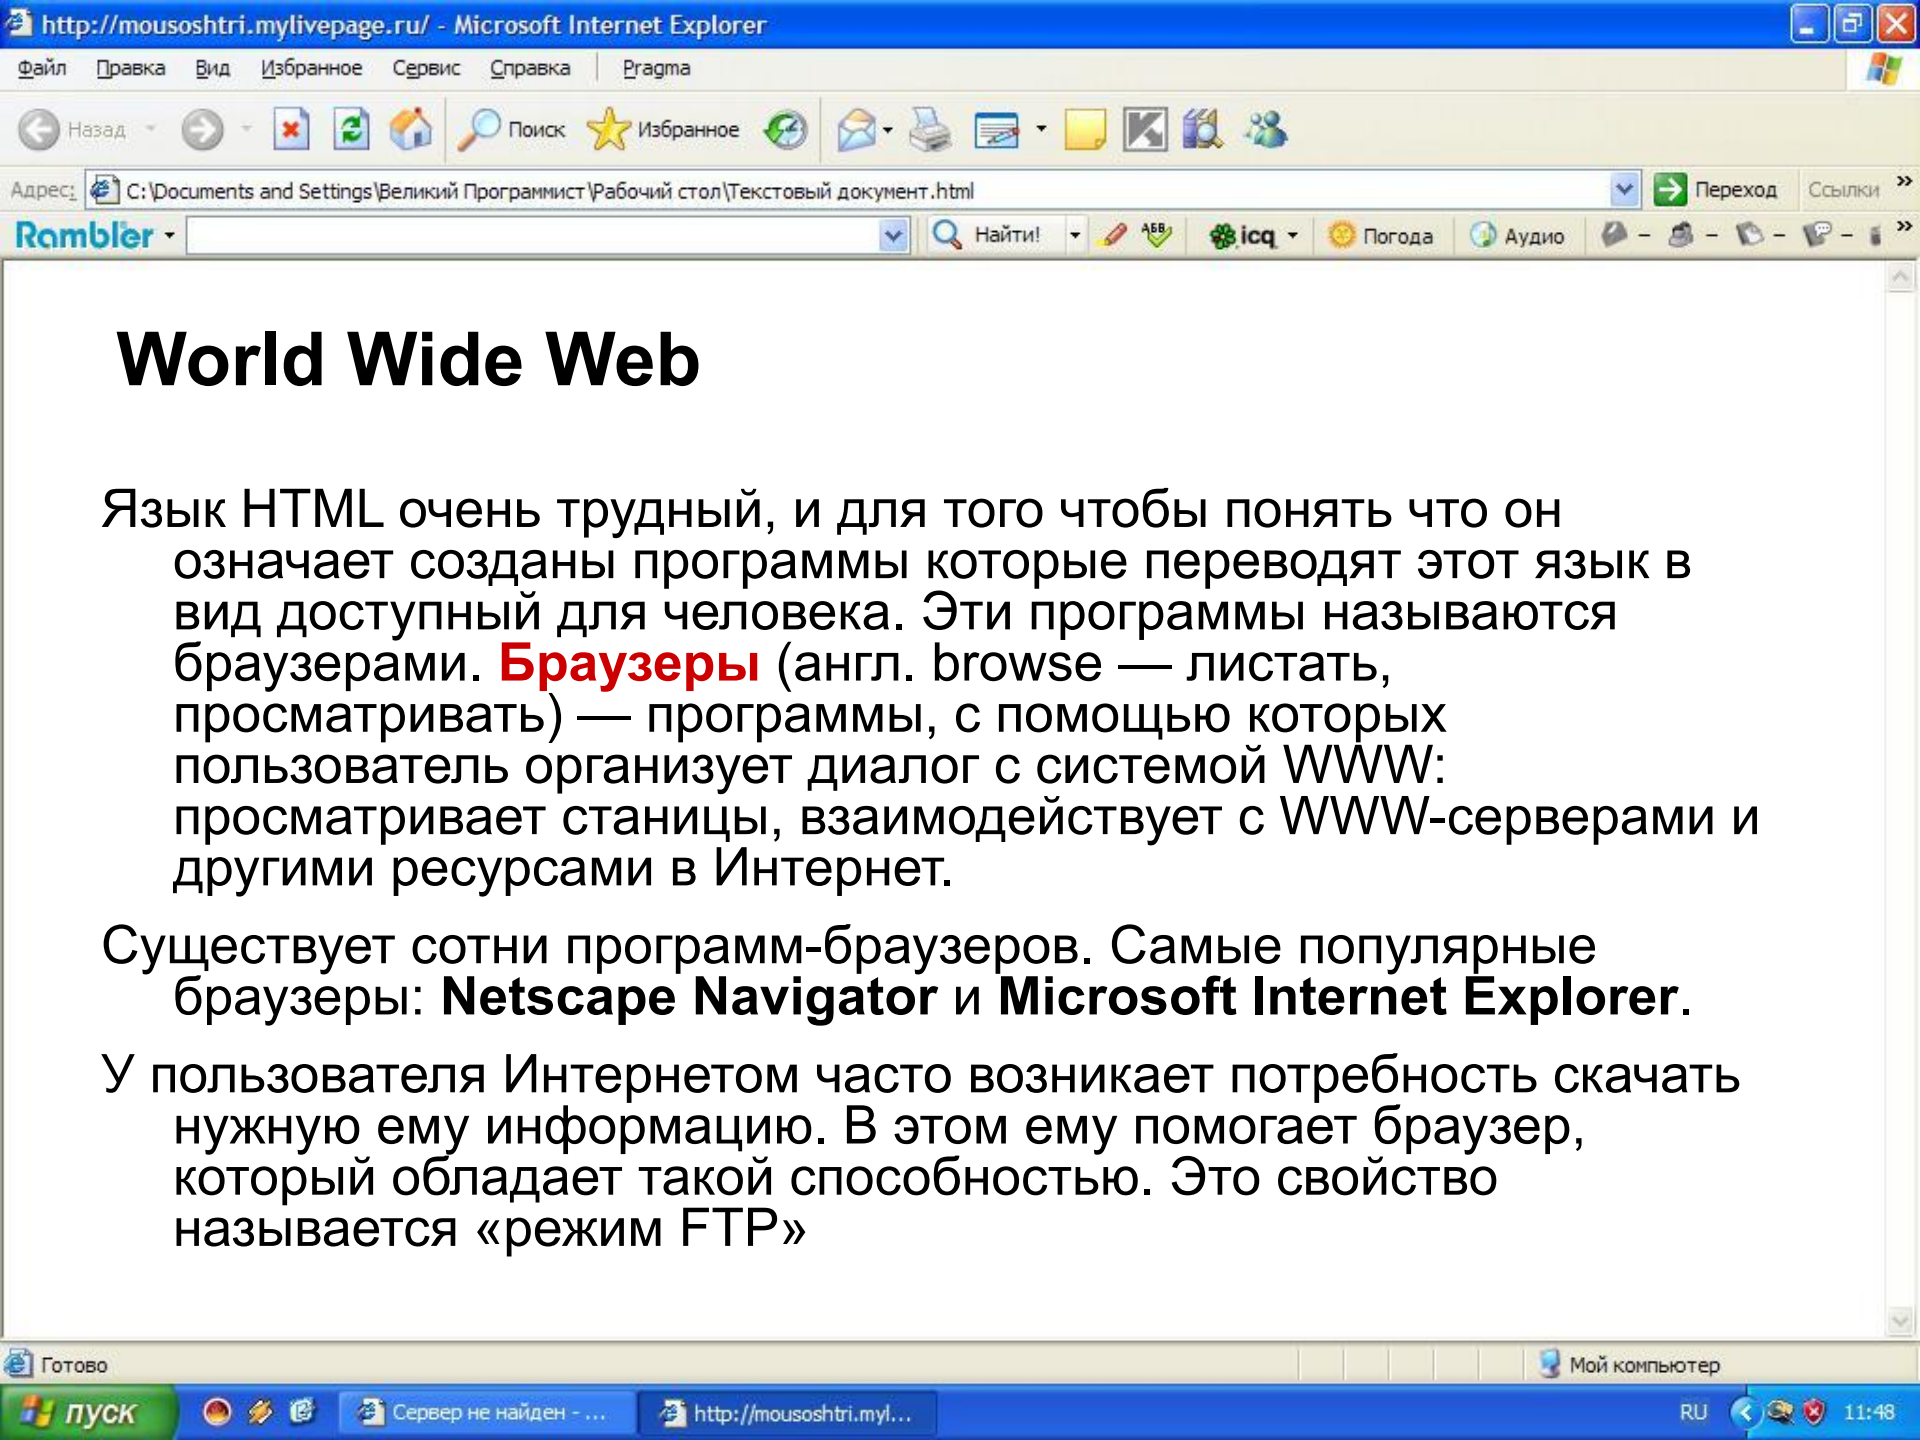 http://mousoshtri.mylivepage.ru/ - Microsoft Internet Explorer
Файл Правка Вид Избранное Сервис Справка Pragma
Назад Поиск Избранное
Адрес: C:\Documents and Settings\Великий Программист\Рабочий стол\Текстовый документ.html Переход Ссылки »
Rambler Найти! АБВ icq Погода Аудио »
World Wide Web
Язык HTML очень трудный, и для того чтобы понять что он
означает созданы программы которые переводят этот язык в
вид доступный для человека. Эти программы называются
браузерами. Браузеры (англ. browse — листать,
просматривать) — программы, с помощью которых
пользователь организует диалог с системой WWW:
просматривает станицы, взаимодействует с WWW-серверами и
другими ресурсами в Интернет.
Существует сотни программ-браузеров. Самые популярные
браузеры: Netscape Navigator и Microsoft Internet Explorer.
У пользователя Интернетом часто возникает потребность скачать
нужную ему информацию. В этом ему помогает браузер,
который обладает такой способностью. Это свойство
называется «режим FTP»
Готово Мой компьютер
пуск Сервер не найден - ... http://mousoshtri.myl... RU 11:48